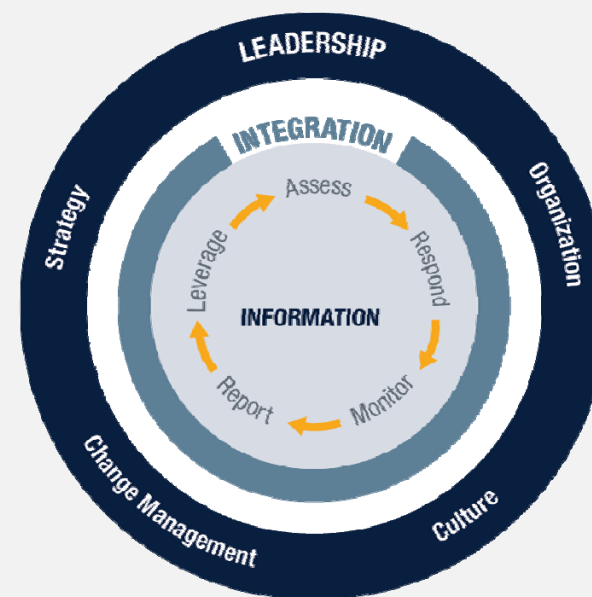 LEADERSHIP
Organization
Culture
Change Management
Strategy
INTEGRATION
Assess
Respond
Monitor
Report
Leverage
INFORMATION